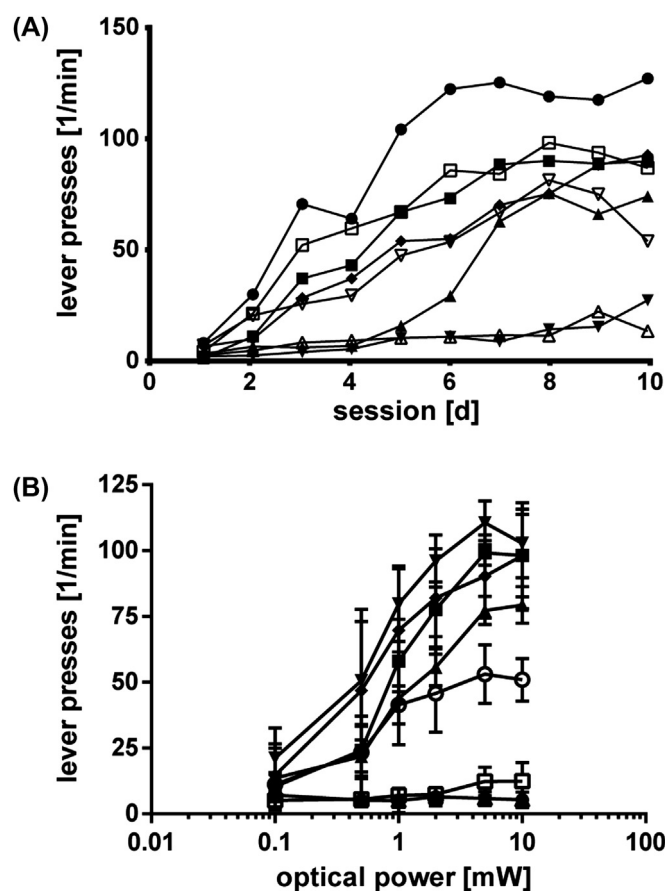 (A)
150
100
50
0
lever presses [1/min]
0 2 4 6 8 10
session [d]
(B)
125
100
75
50
25
0
lever presses [1/min]
0.01 0.1 1 10 100
optical power [mW]